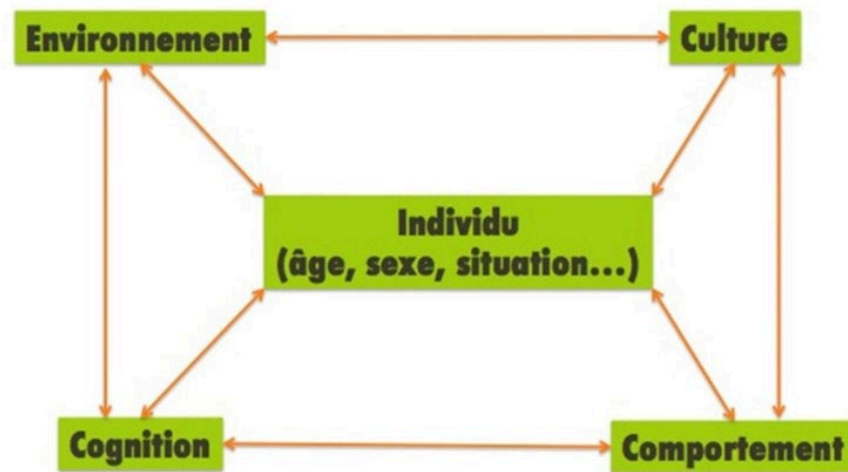 Environnement
Culture
Individu
(âge, sexe, situation...)
Cognition
Comportement